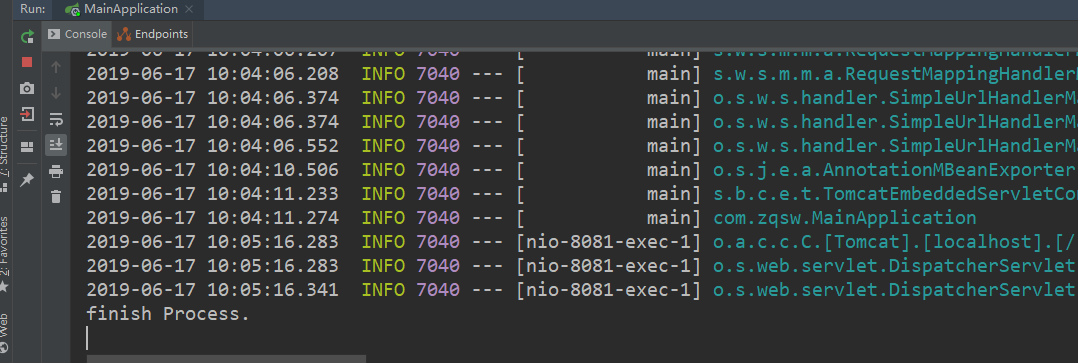 Run: MainApplication ×
Console Endpoints
2019-06-17 10:04:06.207 INFO 7040 --- [ main] s.w.s.m.m.a.RequestMappingHandler
2019-06-17 10:04:06.208 INFO 7040 --- [ main] s.w.s.m.m.a.RequestMappingHandler
2019-06-17 10:04:06.374 INFO 7040 --- [ main] o.s.w.s.handler.SimpleUrlHandlerMa
2019-06-17 10:04:06.374 INFO 7040 --- [ main] o.s.w.s.handler.SimpleUrlHandlerMa
2019-06-17 10:04:06.552 INFO 7040 --- [ main] o.s.w.s.handler.SimpleUrlHandlerMa
2019-06-17 10:04:10.506 INFO 7040 --- [ main] o.s.j.e.a.AnnotationMBeanExporter
2019-06-17 10:04:11.233 INFO 7040 --- [ main] s.b.c.e.t.TomcatEmbeddedServletCo
2019-06-17 10:04:11.274 INFO 7040 --- [ main] com.zqsw.MainApplication
2019-06-17 10:05:16.283 INFO 7040 --- [nio-8081-exec-1] o.a.c.c.C.[Tomcat].[localhost].[/
2019-06-17 10:05:16.283 INFO 7040 --- [nio-8081-exec-1] o.s.web.servlet.DispatcherServlet
2019-06-17 10:05:16.341 INFO 7040 --- [nio-8081-exec-1] o.s.web.servlet.DispatcherServlet
finish Process.
7: Structure
2: Favorites
Web